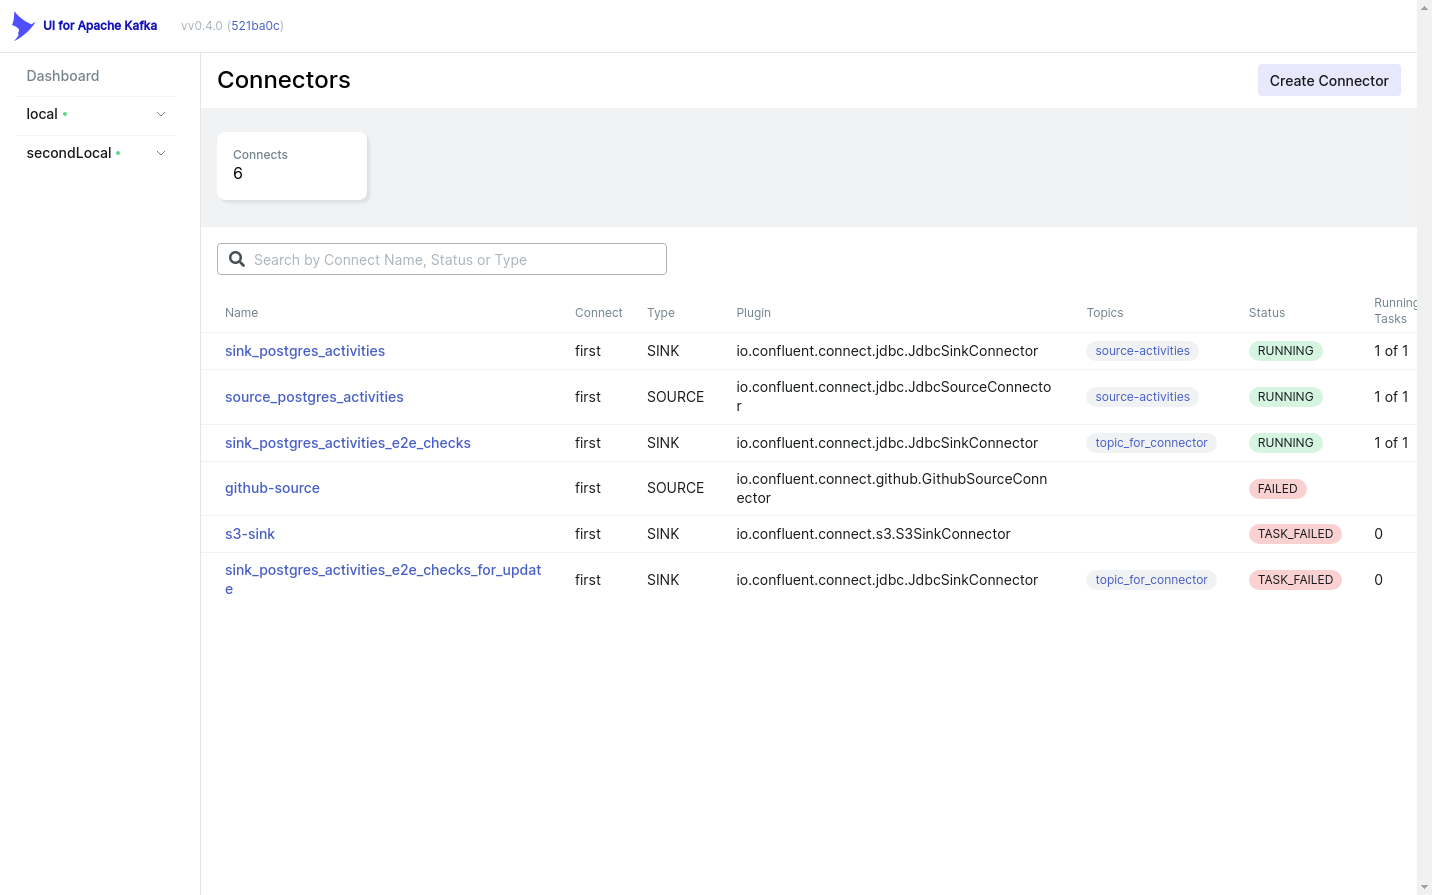 UI for Apache Kafka vv0.4.0 (521ba0c)
Dashboard
local
secondLocal
Connectors
Create Connector
Connects
6
Search by Connect Name, Status or Type
Name Connect Type Plugin Topics Status Running
Tasks
sink_postgres_activities first SINK io.confluent.connect.jdbc.JdbcSinkConnector source-activities RUNNING 1 of 1
source_postgres_activities first SOURCE io.confluent.connect.jdbc.JdbcSourceConnecto
r source-activities RUNNING 1 of 1
sink_postgres_activities_e2e_checks first SINK io.confluent.connect.jdbc.JdbcSinkConnector topic_for_connector RUNNING 1 of 1
github-source first SOURCE io.confluent.connect.github.GithubSourceConn
ector FAILED
s3-sink first SINK io.confluent.connect.s3.S3SinkConnector TASK_FAILED 0
sink_postgres_activities_e2e_checks_for_updat
e first SINK io.confluent.connect.jdbc.JdbcSinkConnector topic_for_connector TASK_FAILED 0